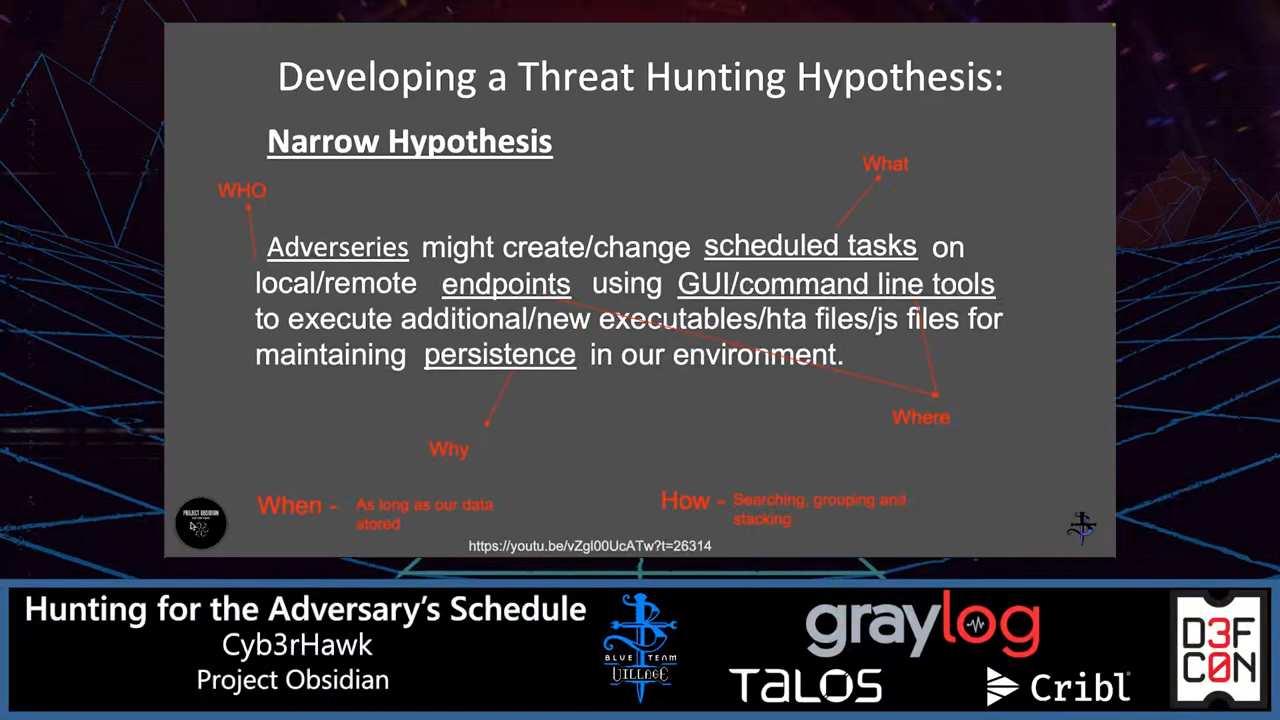 Developing a Threat Hunting Hypothesis:
Narrow Hypothesis
What
WHO
Adverseries might create/change scheduled tasks on
local/remote endpoints using GUI/command line tools
to execute additional/new executables/hta files/js files for
maintaining persistence in our environment.
Where
Why
When - As long as our data
atored
How - Searching, grouping and
stacking
PROJECT OBSIDIAN
https://youtu.be/vZgl00UcATw?t=26314
Hunting for the Adversary's Schedule
Cyb3rHawk
Project Obsidian
BLUE TEAM
VILLAGE
graylog
TALOS
Cribl
D3F
C0N